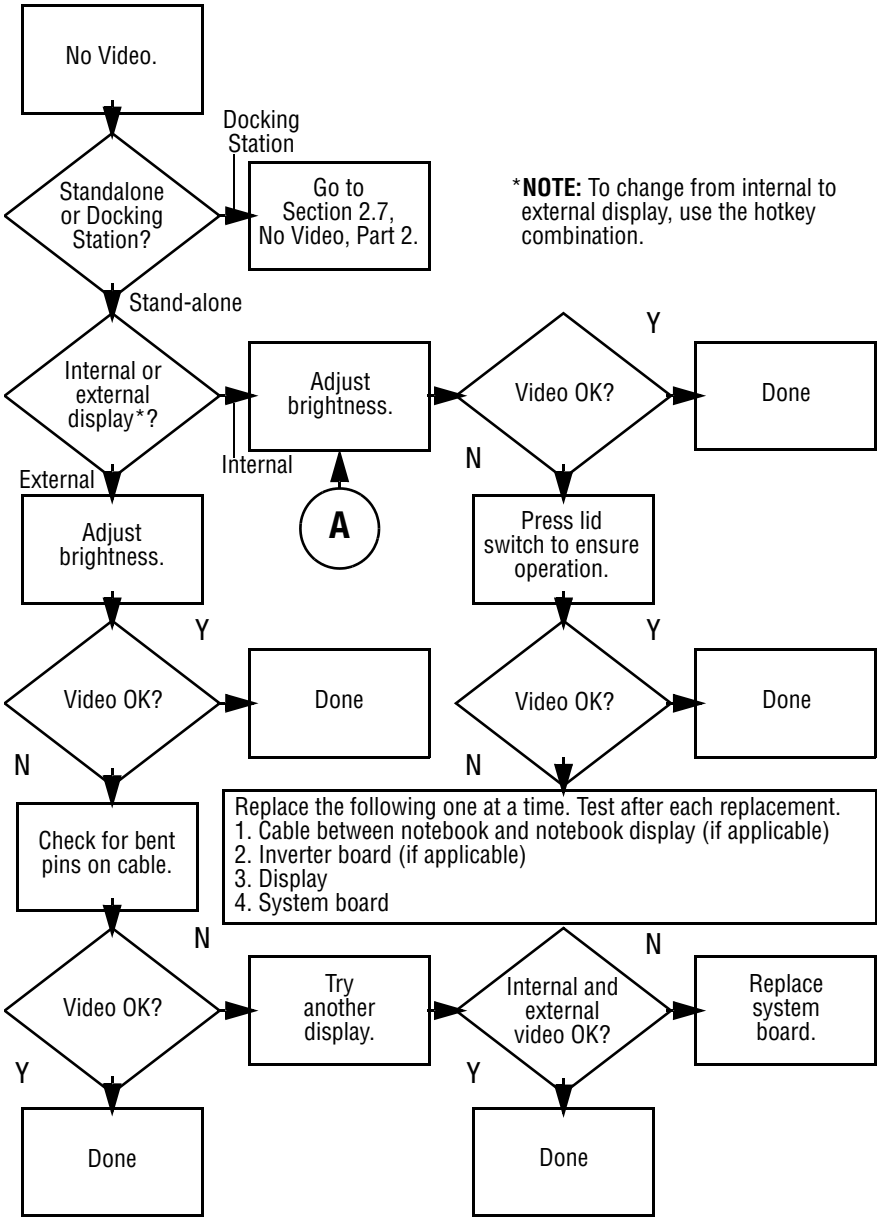 No Video.
Docking
Station
Standalone
or Docking
Station?
Go to
Section 2.7,
No Video, Part 2.
*NOTE: To change from internal to
external display, use the hotkey
combination.
Stand-alone
Internal or
external
display*?
Internal
Adjust
brightness.
A
Video OK?
Y
Done
N
Press lid
switch to ensure
operation.
Video OK?
Y
Done
N
Replace the following one at a time. Test after each replacement.
1. Cable between notebook and notebook display (if applicable)
2. Inverter board (if applicable)
3. Display
4. System board
External
Adjust
brightness.
Video OK?
Y
Done
N
Check for bent
pins on cable.
Video OK?
N
Try
another
display.
Internal and
external
video OK?
N
Replace
system
board.
Y
Done
Y
Done